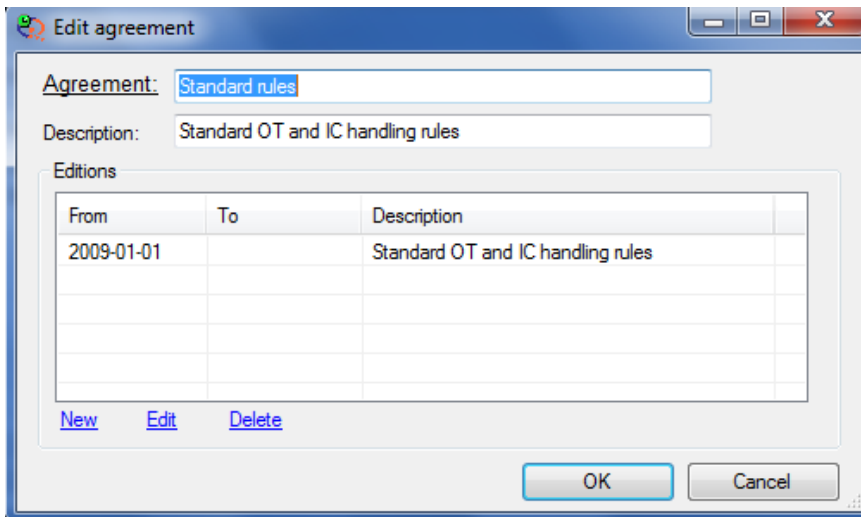 Edit agreement
Agreement: Standard rules
Description: Standard OT and IC handling rules
Editions
From To Description
2009-01-01 Standard OT and IC handling rules
New Edit Delete
OK Cancel